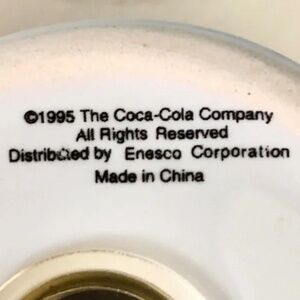 ©1995 The Coca-Cola Company
All Rights Reserved
Distributed by Enesco Corporation
Made in China